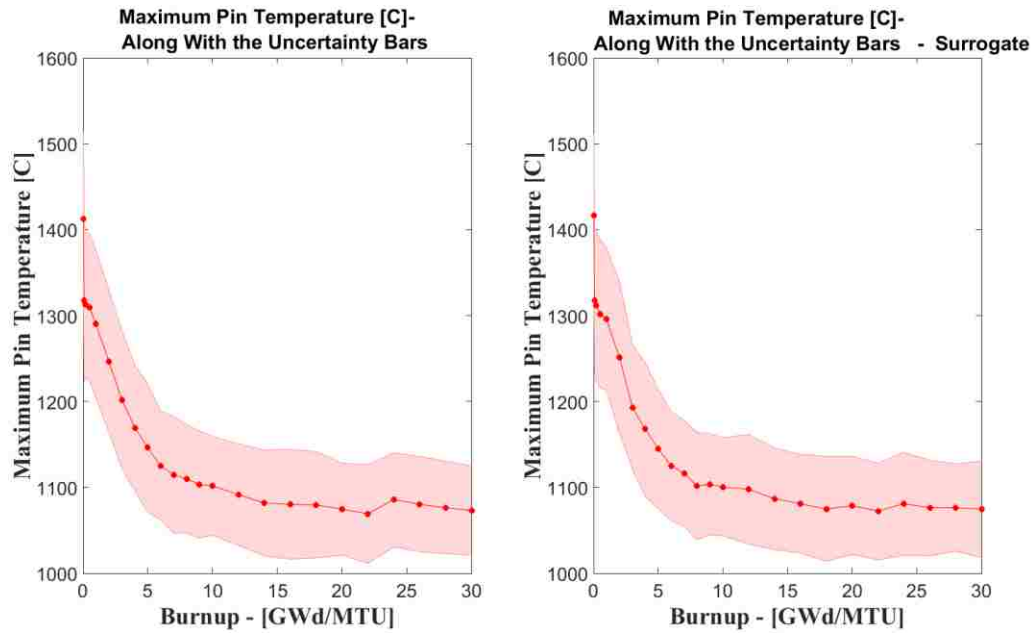 Maximum Pin Temperature [C]-
Along With the Uncertainty Bars
1600
1500
1400
1300
1200
1100
1000
Maximum Pin Temperature [C]
0 5 10 15 20 25 30
Burnup - [GWd/MTU]
Maximum Pin Temperature [C]-
Along With the Uncertainty Bars - Surrogate
1600
1500
1400
1300
1200
1100
1000
Maximum Pin Temperature [C]
0 5 10 15 20 25 30
Burnup - [GWd/MTU]